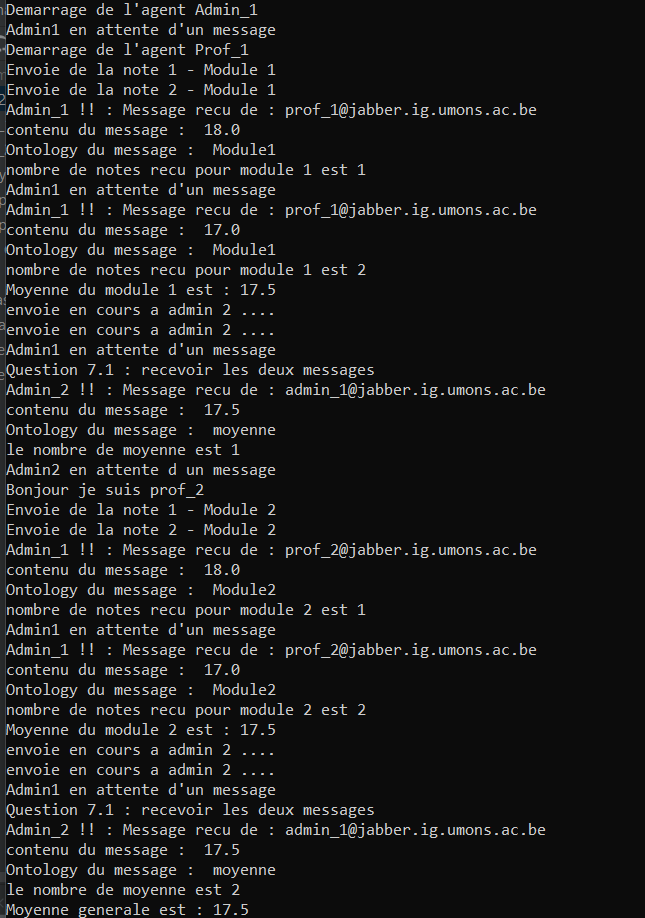 Demarrage de l'agent Admin_1
Admin1 en attente d'un message
Demarrage de l'agent Prof_1
Envoie de la note 1 - Module 1
Envoie de la note 2 - Module 1
Admin_1 !! : Message recu de : prof_1@jabber.ig.umons.ac.be
contenu du message :  18.0
Ontology du message :  Module1
nombre de notes recu pour module 1 est 1
Admin1 en attente d'un message
Admin_1 !! : Message recu de : prof_1@jabber.ig.umons.ac.be
contenu du message :  17.0
Ontology du message :  Module1
nombre de notes recu pour module 1 est 2
Moyenne du module 1 est : 17.5
envoie en cours a admin 2 ....
envoie en cours a admin 2 ....
Admin1 en attente d'un message
Question 7.1 : recevoir les deux messages
Admin_2 !! : Message recu de : admin_1@jabber.ig.umons.ac.be
contenu du message :  17.5
Ontology du message :  moyenne
le nombre de moyenne est 1
Admin2 en attente d un message
Bonjour je suis prof_2
Envoie de la note 1 - Module 2
Envoie de la note 2 - Module 2
Admin_1 !! : Message recu de : prof_2@jabber.ig.umons.ac.be
contenu du message :  18.0
Ontology du message :  Module2
nombre de notes recu pour module 2 est 1
Admin1 en attente d'un message
Admin_1 !! : Message recu de : prof_2@jabber.ig.umons.ac.be
contenu du message :  17.0
Ontology du message :  Module2
nombre de notes recu pour module 2 est 2
Moyenne du module 2 est : 17.5
envoie en cours a admin 2 ....
envoie en cours a admin 2 ....
Admin1 en attente d'un message
Question 7.1 : recevoir les deux messages
Admin_2 !! : Message recu de : admin_1@jabber.ig.umons.ac.be
contenu du message :  17.5
Ontology du message :  moyenne
le nombre de moyenne est 2
Moyenne generale est : 17.5